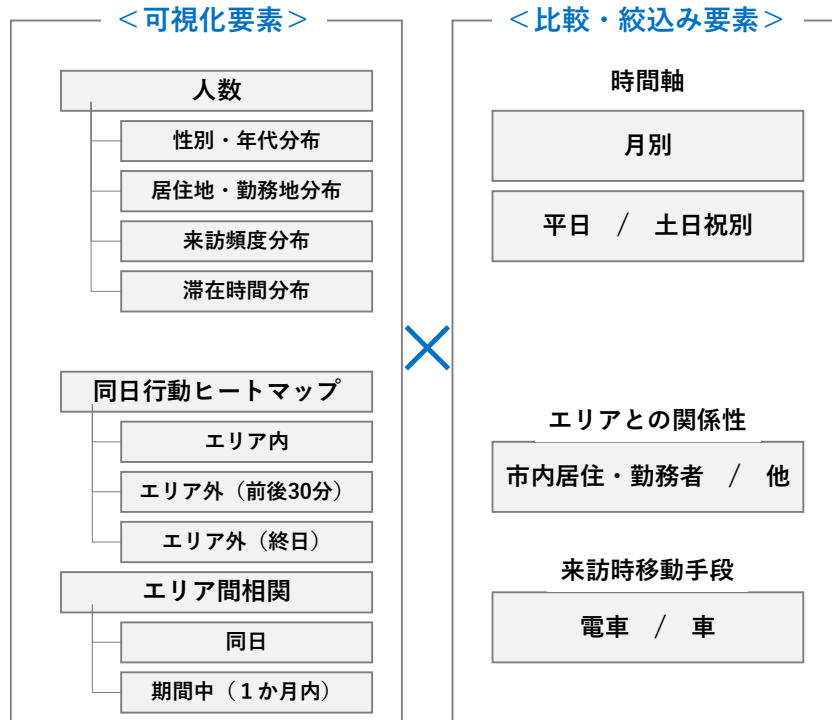 ＜可視化要素＞
人数
性別・年代分布
居住地・勤務地分布
来訪頻度分布
滞在時間分布
同日行動ヒートマップ
エリア内
エリア外（前後30分）
エリア外（終日）
エリア間相関
同日
期間中（１か月内）
×
＜比較・絞込み要素＞
時間軸
月別
平日　/　土日祝別
エリアとの関係性
市内居住・勤務者　/　他
来訪時移動手段
電車　/　車